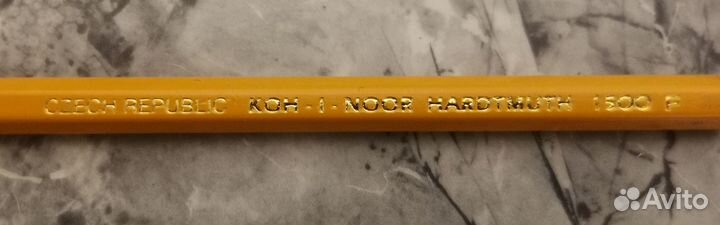 CZECH REPUBLIC KOH-I-NOOR HARDTMUTH 1500 F
Avito